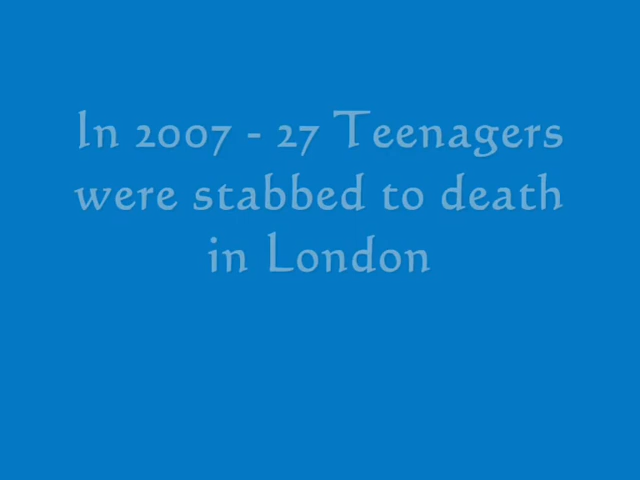 In 2007 - 27 Teenagers
were stabbed to death
in London